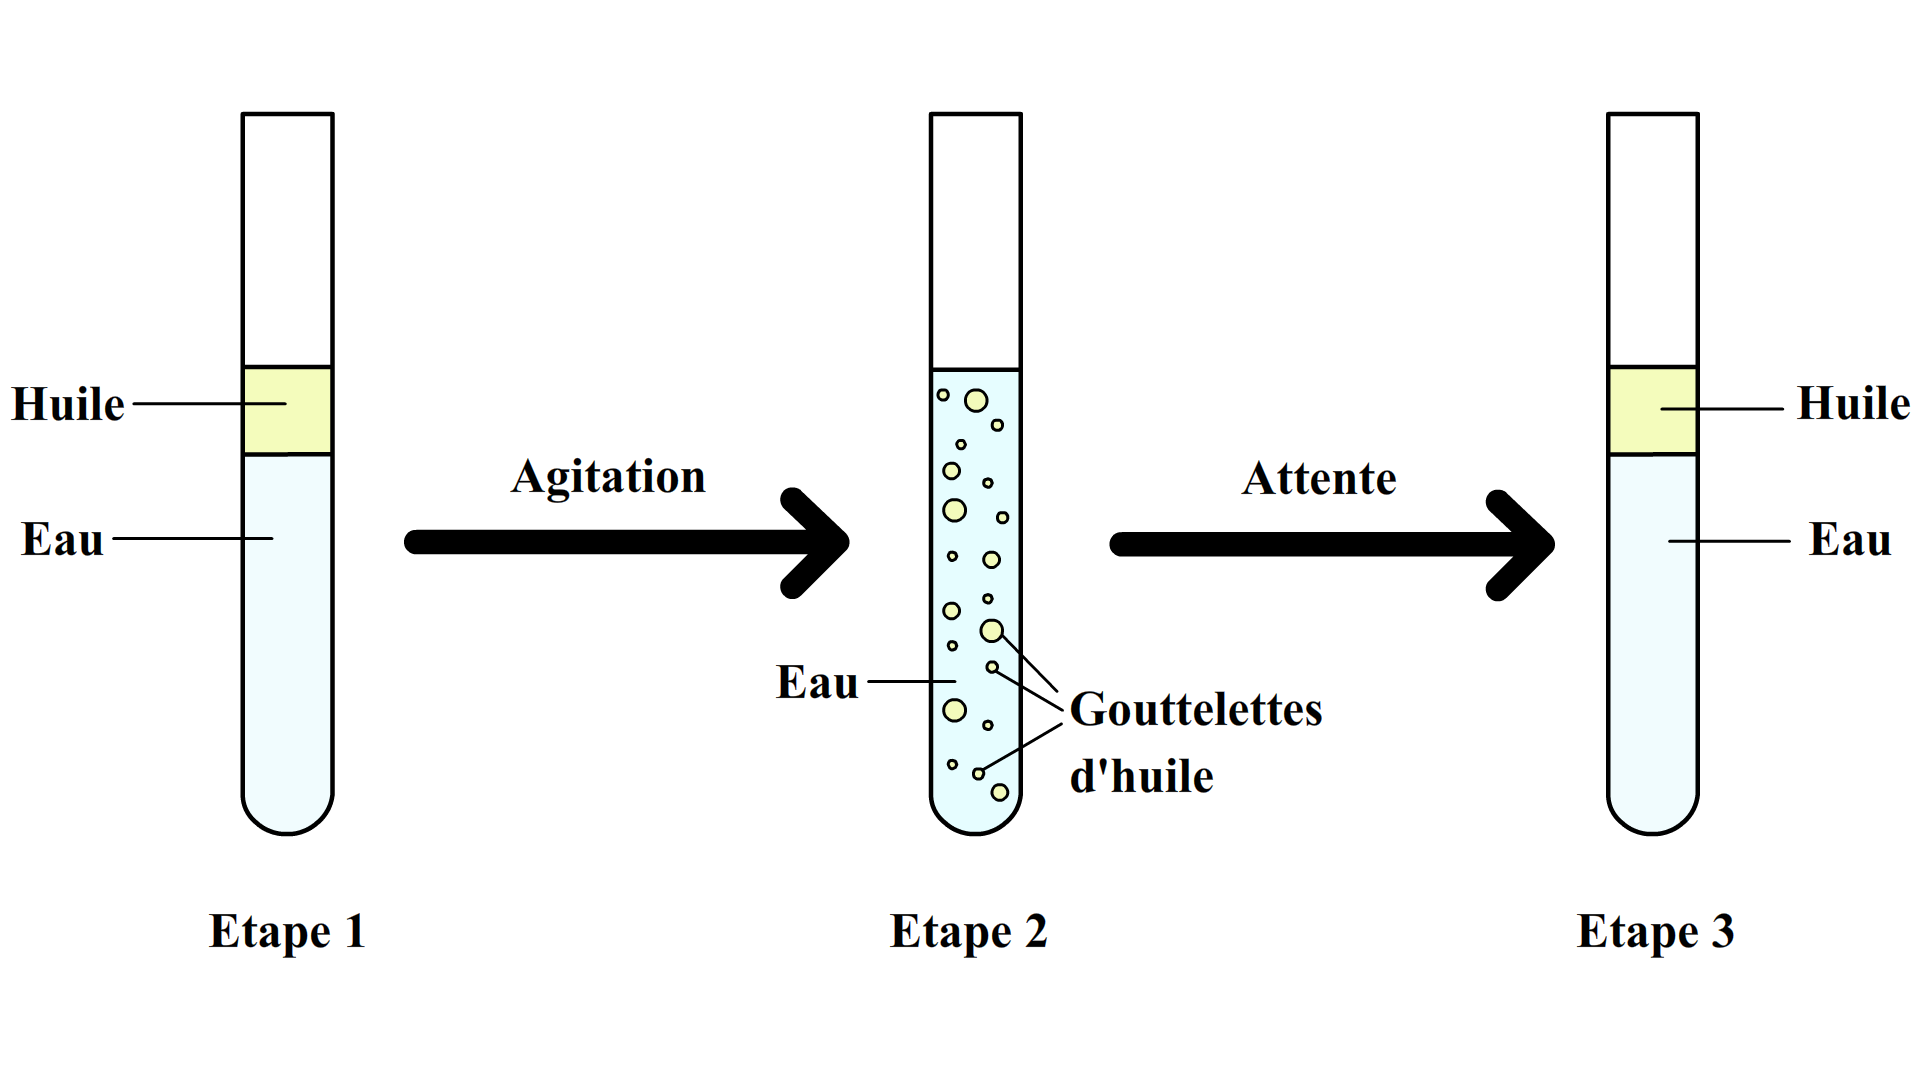 Huile
Eau
Etape 1
Agitation
Eau
Gouttelettes
d'huile
Etape 2
Attente
Huile
Eau
Etape 3